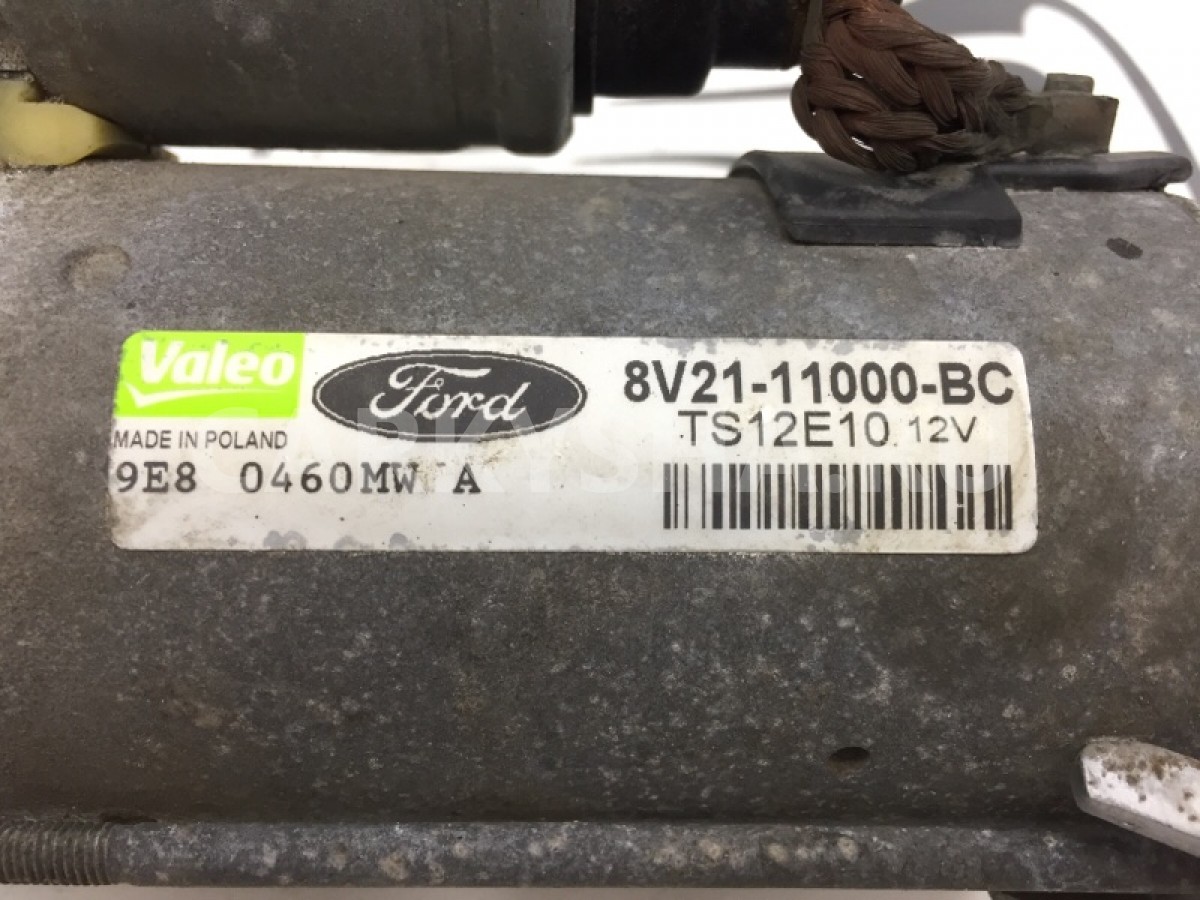 Valeo
Ford
8V21-11000-BC
TS12E10 12V
MADE IN POLAND
9E8 0460MW A